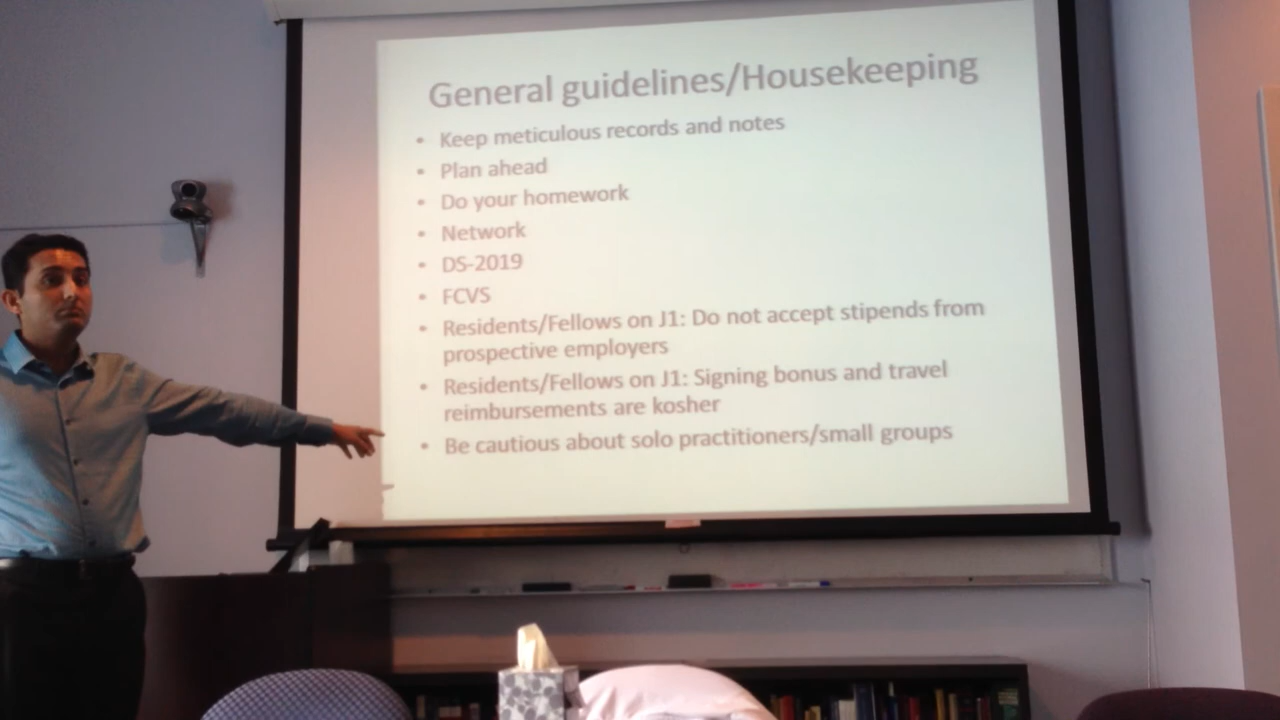 General guidelines/Housekeeping
• Keep meticulous records and notes
• Plan ahead
• Do your homework
• Network
• DS-2019
• FCVS
• Residents/Fellows on J1: Do not accept stipends from
prospective employers
• Residents/Fellows on J1: Signing bonus and travel
reimbursements are kosher
• Be cautious about solo practitioners/small groups